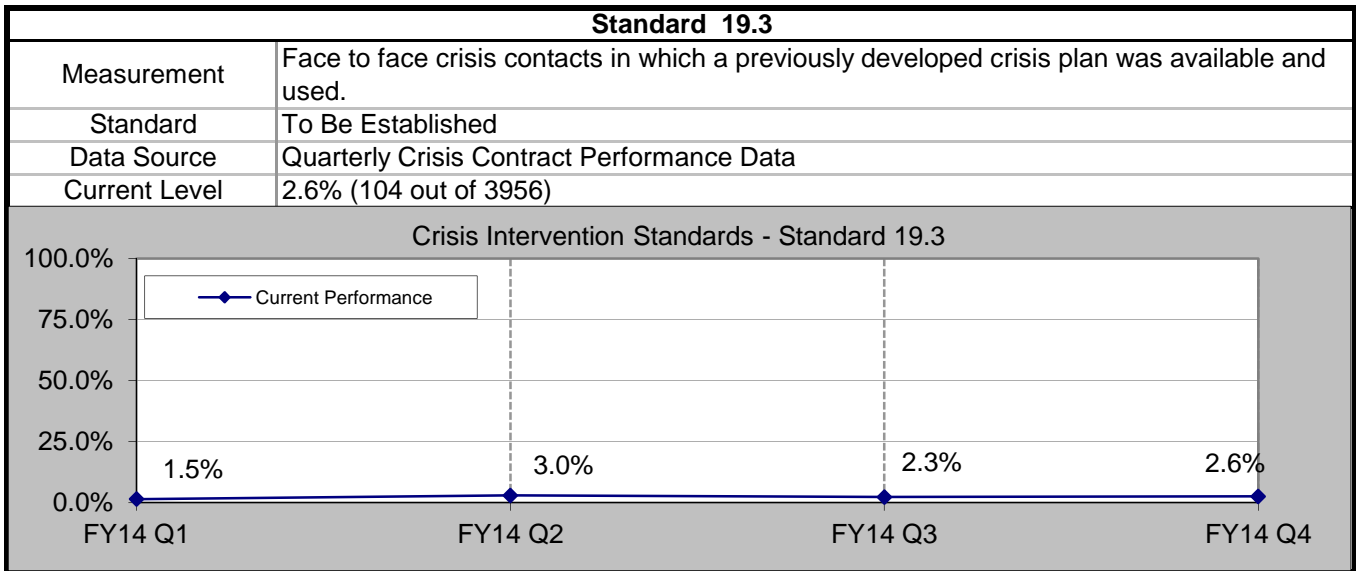 Standard 19.3
Measurement
Face to face crisis contacts in which a previously developed crisis plan was available and
used.
Standard
To Be Established
Data Source
Quarterly Crisis Contract Performance Data
Current Level
2.6% (104 out of 3956)
Crisis Intervention Standards - Standard 19.3
100.0%
Current Performance
75.0%
50.0%
25.0%
1.5%
3.0%
2.3%
2.6%
0.0%
FY14 Q1
FY14 Q2
FY14 Q3
FY14 Q4